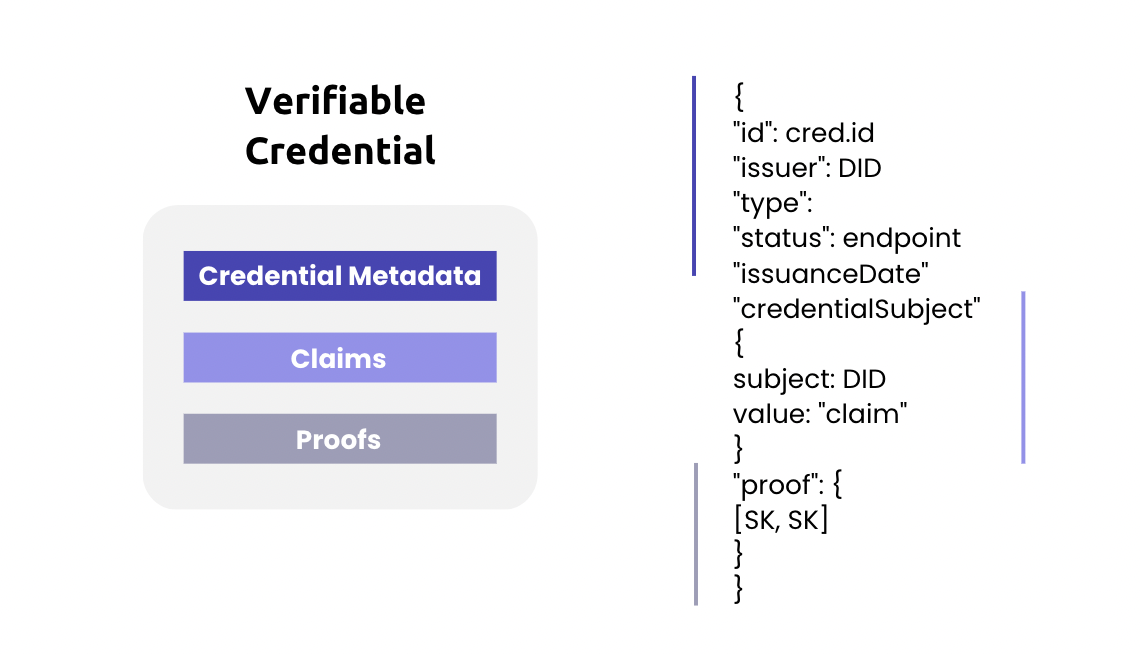 Verifiable
Credential
Credential Metadata
Claims
Proofs
{
"id": cred.id
"issuer": DID
"type":
"status": endpoint
"issuanceDate"
"credentialSubject"
{
subject: DID
value: "claim"
}
"proof": {
[SK, SK]
}
}